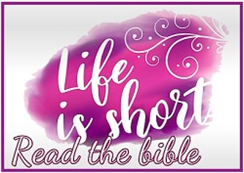 Life
is short
Read the bible